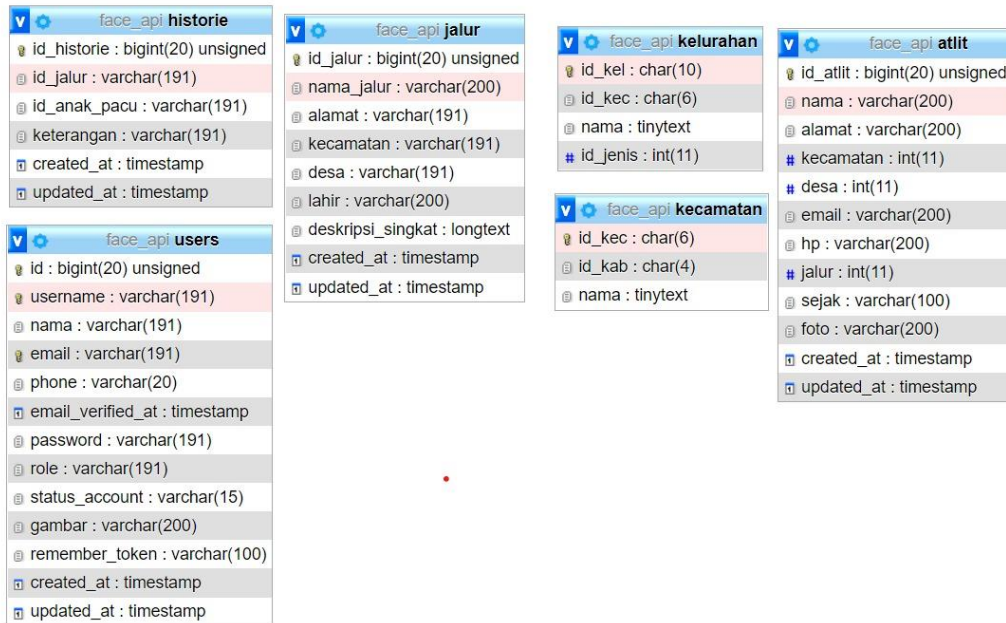 face_api historie
id_historie : bigint(20) unsigned
id_jalur : varchar(191)
id_anak_pacu : varchar(191)
keterangan : varchar(191)
created_at : timestamp
updated_at : timestamp
face_api users
id : bigint(20) unsigned
username : varchar(191)
nama : varchar(191)
email : varchar(191)
phone : varchar(20)
email_verified_at : timestamp
password : varchar(191)
role : varchar(191)
status_account : varchar(15)
gambar : varchar(200)
remember_token : varchar(100)
created_at : timestamp
updated_at : timestamp
face_api jalur
id_jalur : bigint(20) unsigned
nama_jalur : varchar(200)
alamat : varchar(191)
kecamatan : varchar(191)
desa : varchar(191)
lahir : varchar(200)
deskripsi_singkat : longtext
created_at : timestamp
updated_at : timestamp
face_api kelurahan
id_kel : char(10)
id_kec : char(6)
nama : tinytext
# id_jenis : int(11)
face_api kecamatan
id_kec : char(6)
id_kab : char(4)
nama : tinytext
face_api atlit
id_atlit : bigint(20) unsigned
nama : varchar(200)
alamat : varchar(200)
# kecamatan : int(11)
# desa : int(11)
email : varchar(200)
hp : varchar(200)
# jalur : int(11)
sejak : varchar(100)
foto : varchar(200)
created_at : timestamp
updated_at : timestamp